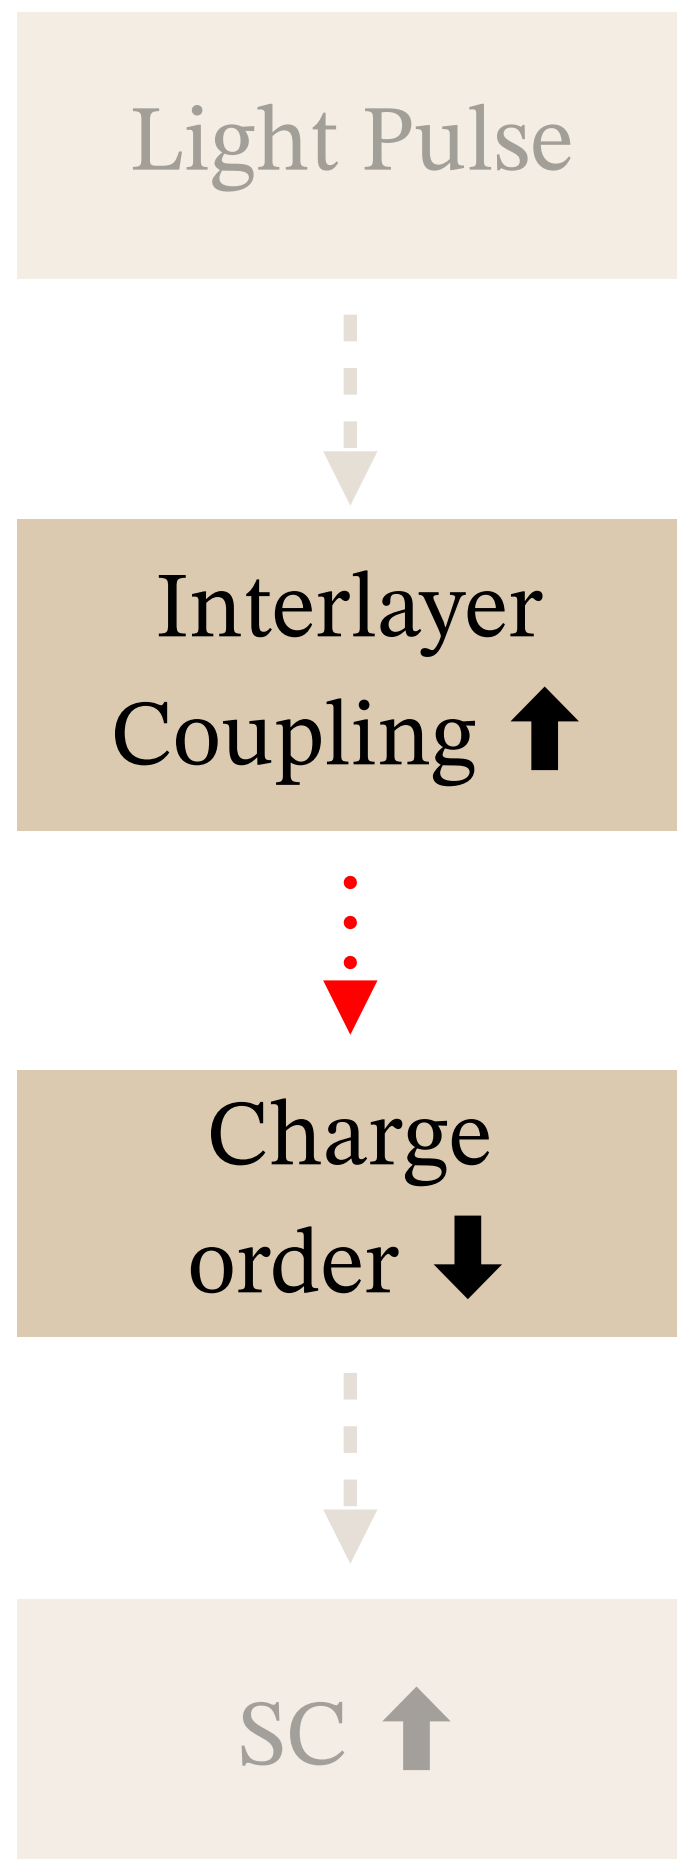 Light Pulse
Interlayer
Coupling ⬆
Charge
order ⬇
SC ⬆